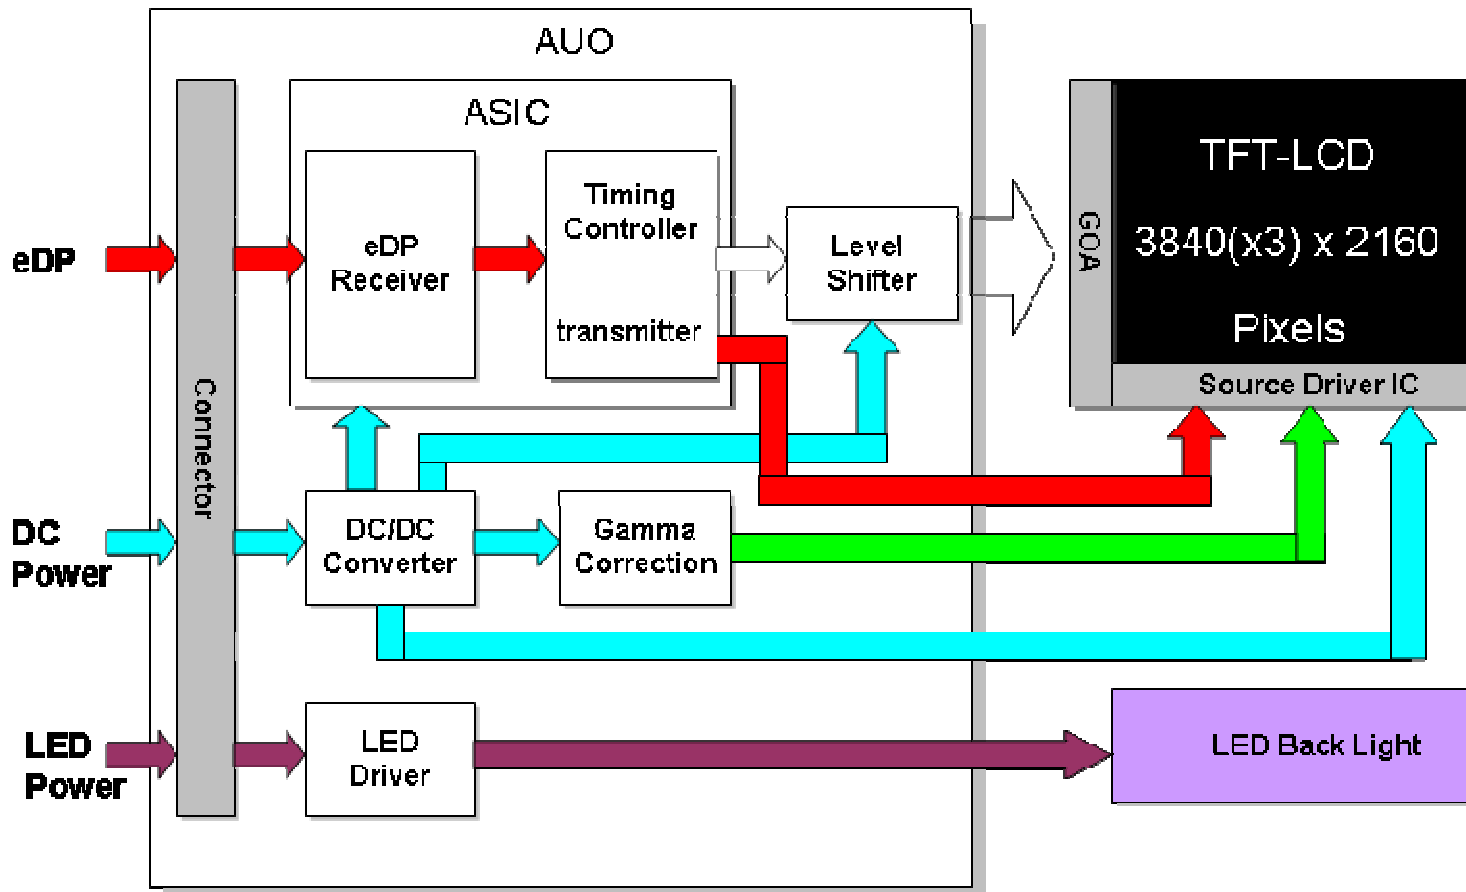 AUO
ASIC
eDP
Connector
eDP
Receiver
Timing
Controller
transmitter
Level
Shifter
GOA
TFT-LCD
3840(x3) x 2160
Pixels
Source Driver IC
DC
Power
DC/DC
Converter
Gamma
Correction
LED
Power
LED
Driver
LED Back Light